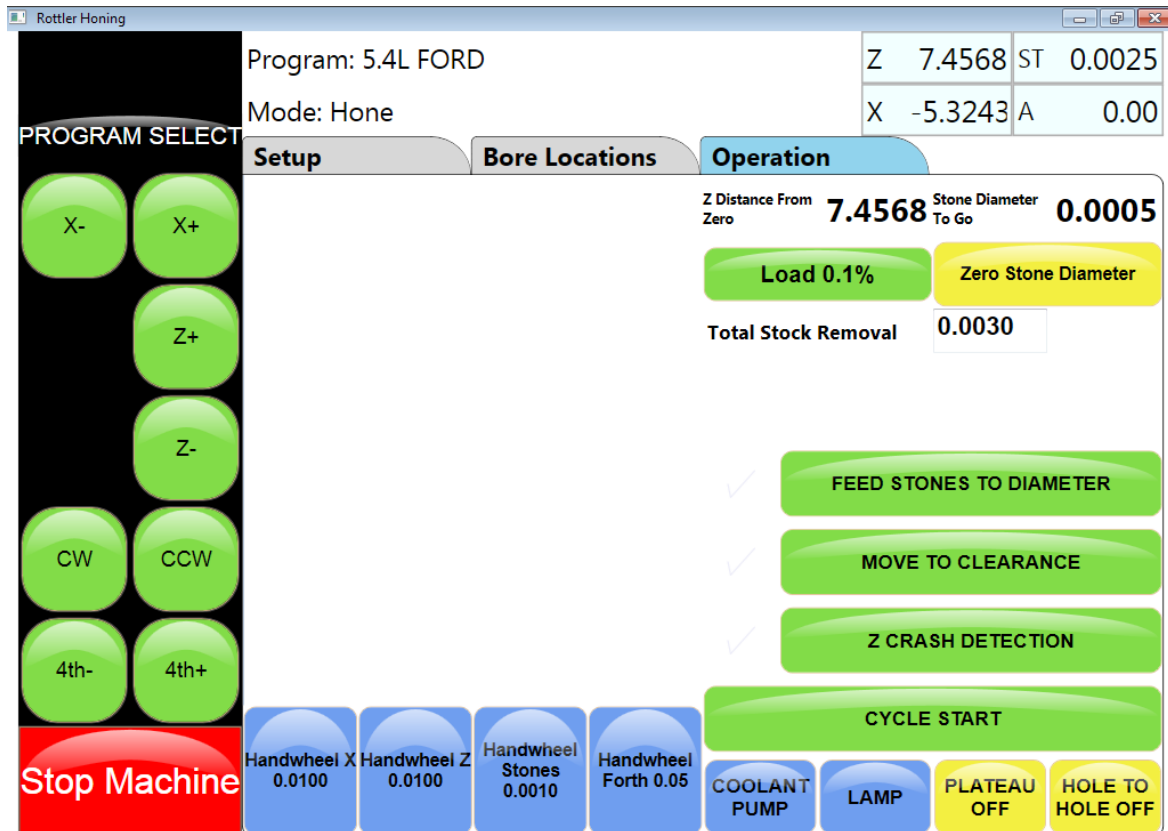 Rottler Honing
Program: 5.4L FORD
Z 7.4568 ST 0.0025
Mode: Hone
X -5.3243 A 0.00
PROGRAM SELECT
Setup Bore Locations Operation
Z Distance From
Zero
7.4568
Stone Diameter
To Go
0.0005
Load 0.1%
Zero Stone Diameter
Total Stock Removal 0.0030
X- X+
Z+
Z-
CW CCW
4th- 4th+
Stop Machine
FEED STONES TO DIAMETER
MOVE TO CLEARANCE
Z CRASH DETECTION
CYCLE START
Handwheel X
0.0100
Handwheel Z
0.0100
Handwheel
Stones
0.0010
Handwheel
Forth 0.05
COOLANT
PUMP
LAMP
PLATEAU
OFF
HOLE TO
HOLE OFF